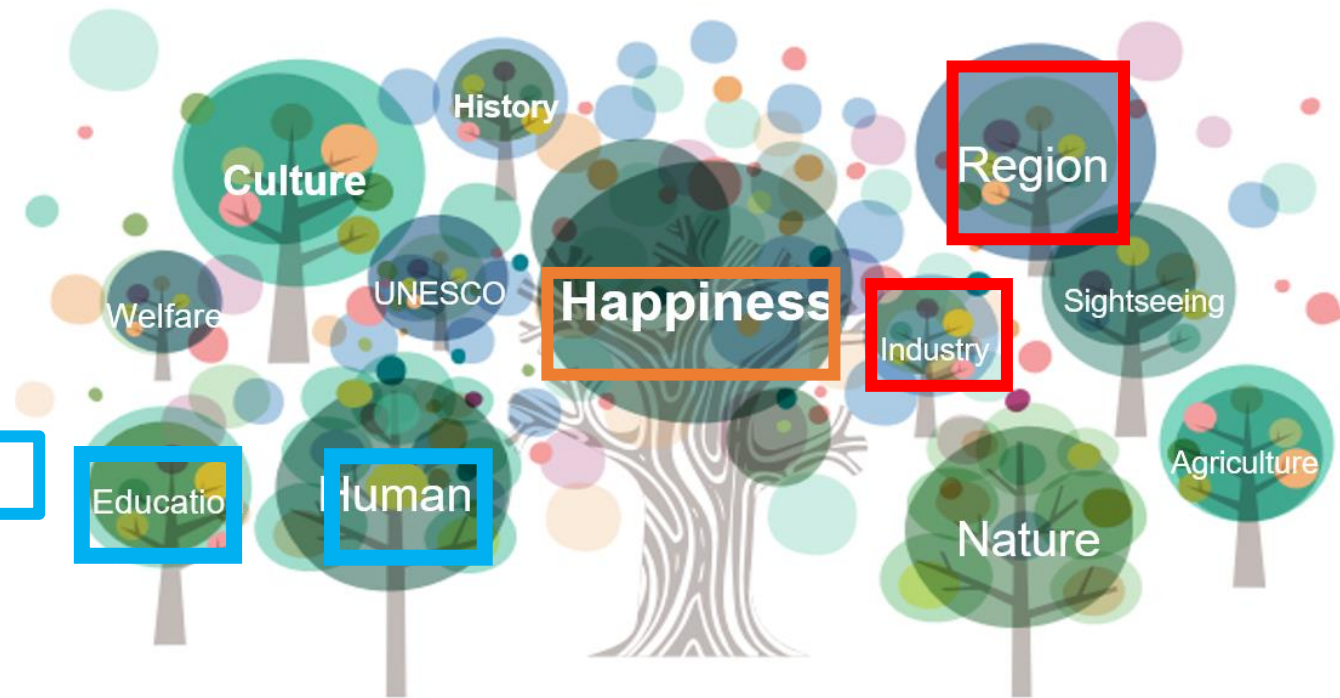 History
Culture
Region
UNESCO
Happiness
Sightseeing
Welfare
Industry
Agriculture
Educatio
Human
Nature